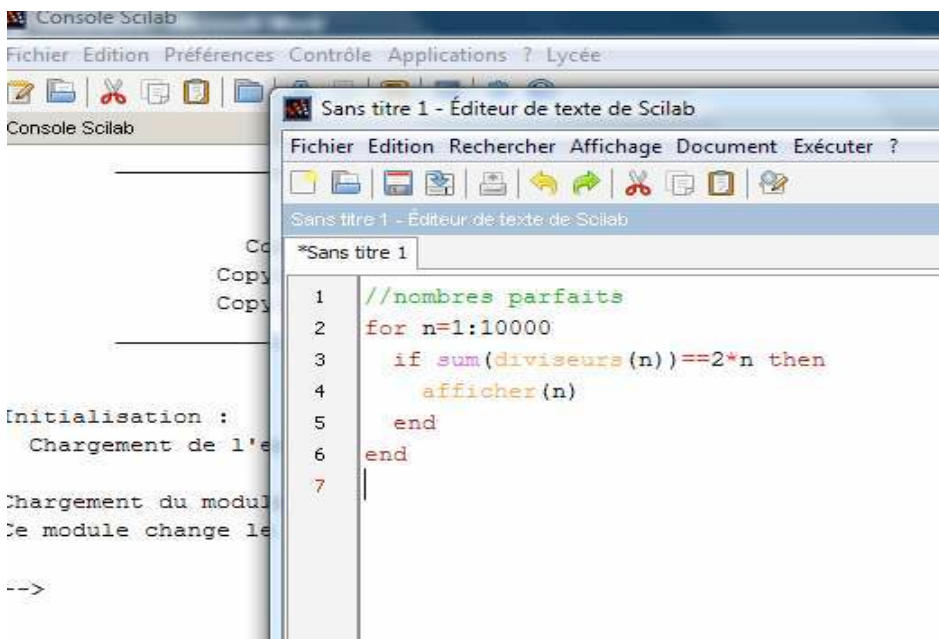 Console Scilab
Fichier Edition Préférences Contrôle Applications ? Lycée
Console Scilab
Copy
Copy
Initialisation :
Chargement de l'e
Chargement du modul
Ce module change le
-->
Sans titre 1 - Éditeur de texte de Scilab
Fichier Edition Rechercher Affichage Document Exécuter ?
Sans titre 1 - Éditeur de texte de Scilab
*Sans titre 1
1 //nombres parfaits
2 for n=1:10000
3 if sum(diviseurs(n))==2*n then
4 afficher(n)
5 end
6 end
7